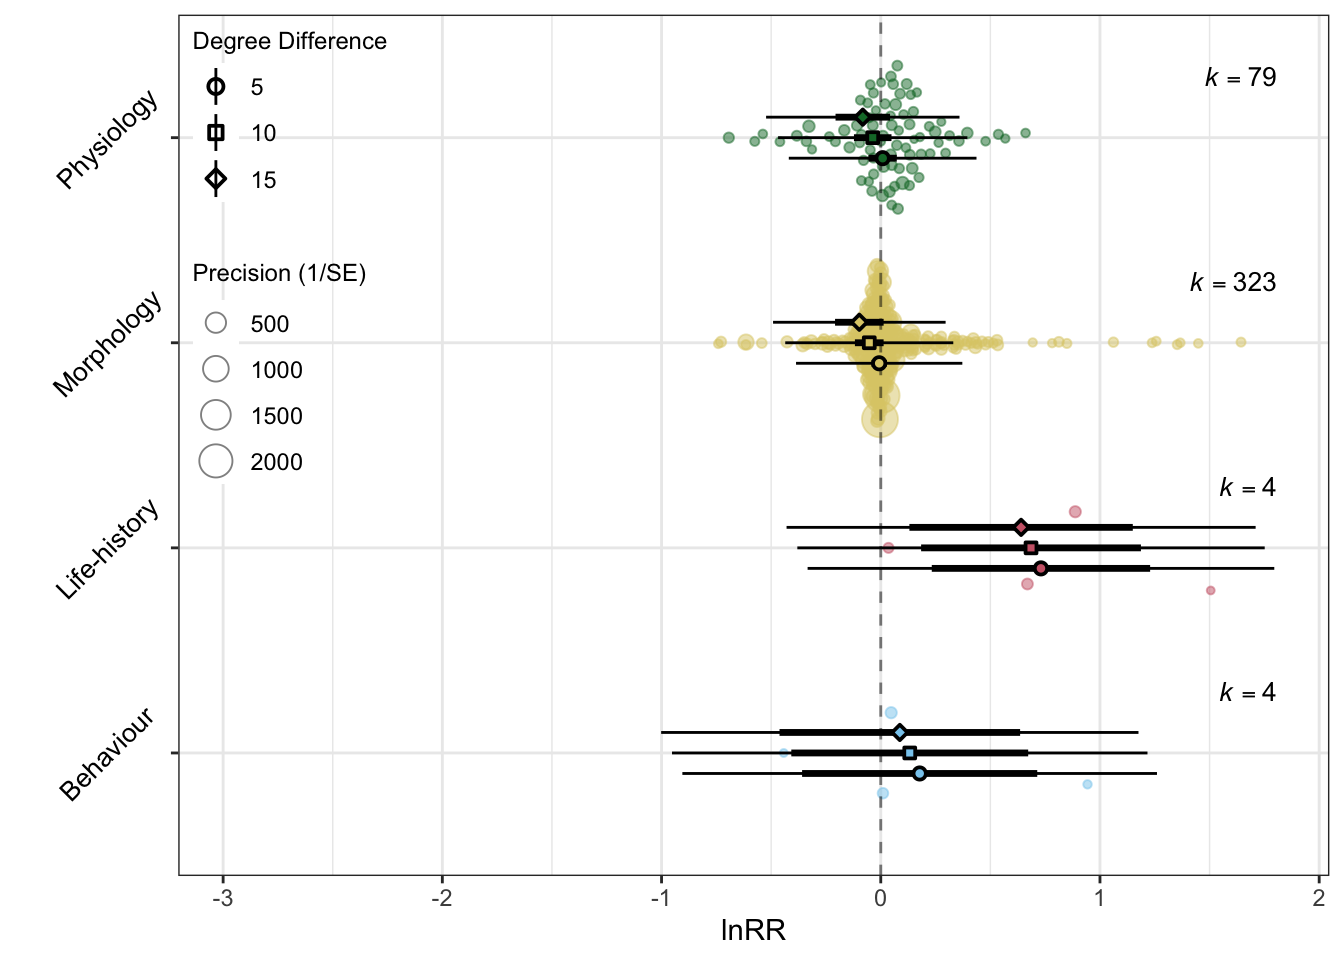 Degree Difference
5
10
15
Precision (1/SE)
500
1000
1500
2000
Physiology
k = 79
Morphology
k = 323
Life-history
k = 4
Behaviour
k = 4
-3 -2 -1 0 1 2
lnRR